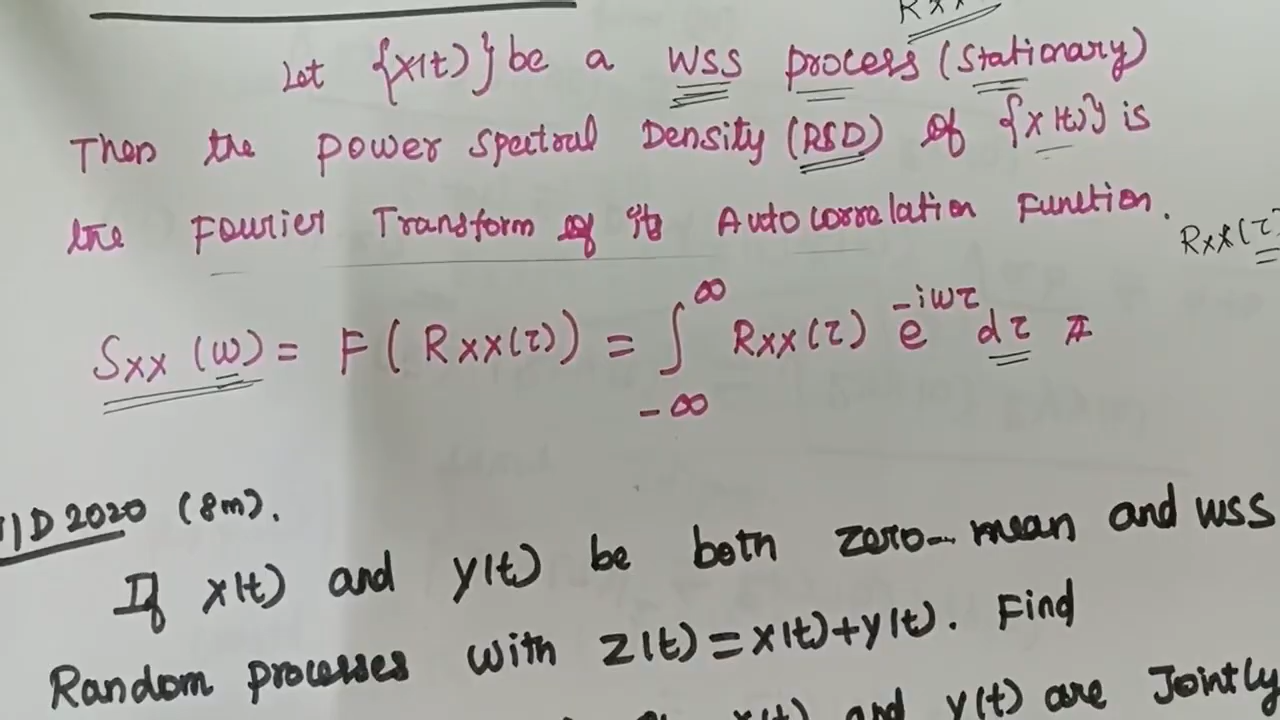 Rxx
Let {x(t)} be a WSS process (Stationary)
Then the Power Spectral Density (PSD) of {x(t)} is
the Fourier Transform of its Autocorrelation Function.
Rxx(τ)
Sxx (ω) = F( Rxx(τ)) = ∫_{-∞}^{∞} Rxx(τ) e^{-iωτ} dτ
|D 2020 (8m).
If x(t) and y(t) be both zero-mean and WSS
Random processes with z(t) = x(t)+y(t). Find
x(t) and y(t) are Jointly